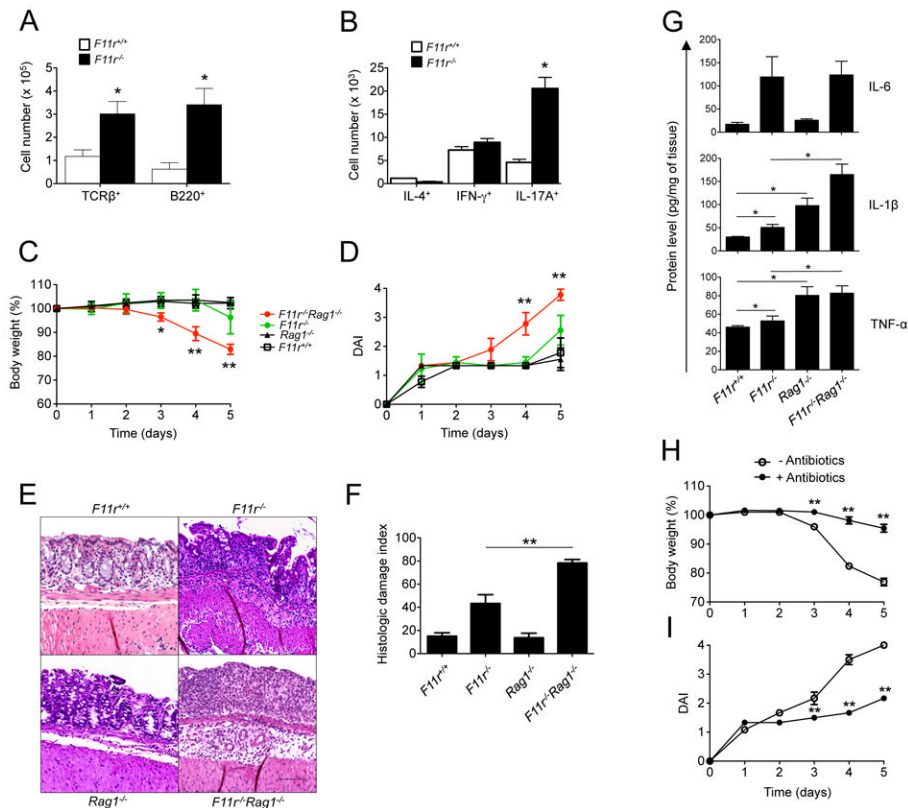 A
F11r+/+
F11r-/-
Cell number (x 10⁵)
5
4
3
2
1
0
*
*
TCRβ+
B220+
B
F11r+/+
F11r-/-
Cell number (x 10³)
25
20
15
10
5
0
*
IL-4+
IFN-γ+
IL-17A+
C
Body weight (%)
110
100
90
80
70
60
*
**
**
0 1 2 3 4 5
Time (days)
F11r-/-Rag1-/-
F11r-/-
Rag1-/-
F11r+/+
D
DAI
4
3
2
1
0
**
**
0 1 2 3 4 5
Time (days)
E
F11r+/+
F11r-/-
Rag1-/-
F11r-/-Rag1-/-
F
Histologic damage index
100
80
60
40
20
0
**
F11r+/+
F11r-/-
Rag1-/-
F11r-/-Rag1-/-
G
Protein level (pg/mg of tissue)
200
150
100
50
0
IL-6
200
150
100
50
0
*
*
*
IL-1β
100
80
60
40
20
0
*
*
*
TNF-α
F11r+/+
F11r-/-
Rag1-/-
F11r-/-Rag1-/-
H
- Antibiotics
+ Antibiotics
Body weight (%)
110
100
90
80
70
**
**
**
0 1 2 3 4 5
I
DAI
4
2
0
**
**
**
0 1 2 3 4 5
Time (days)